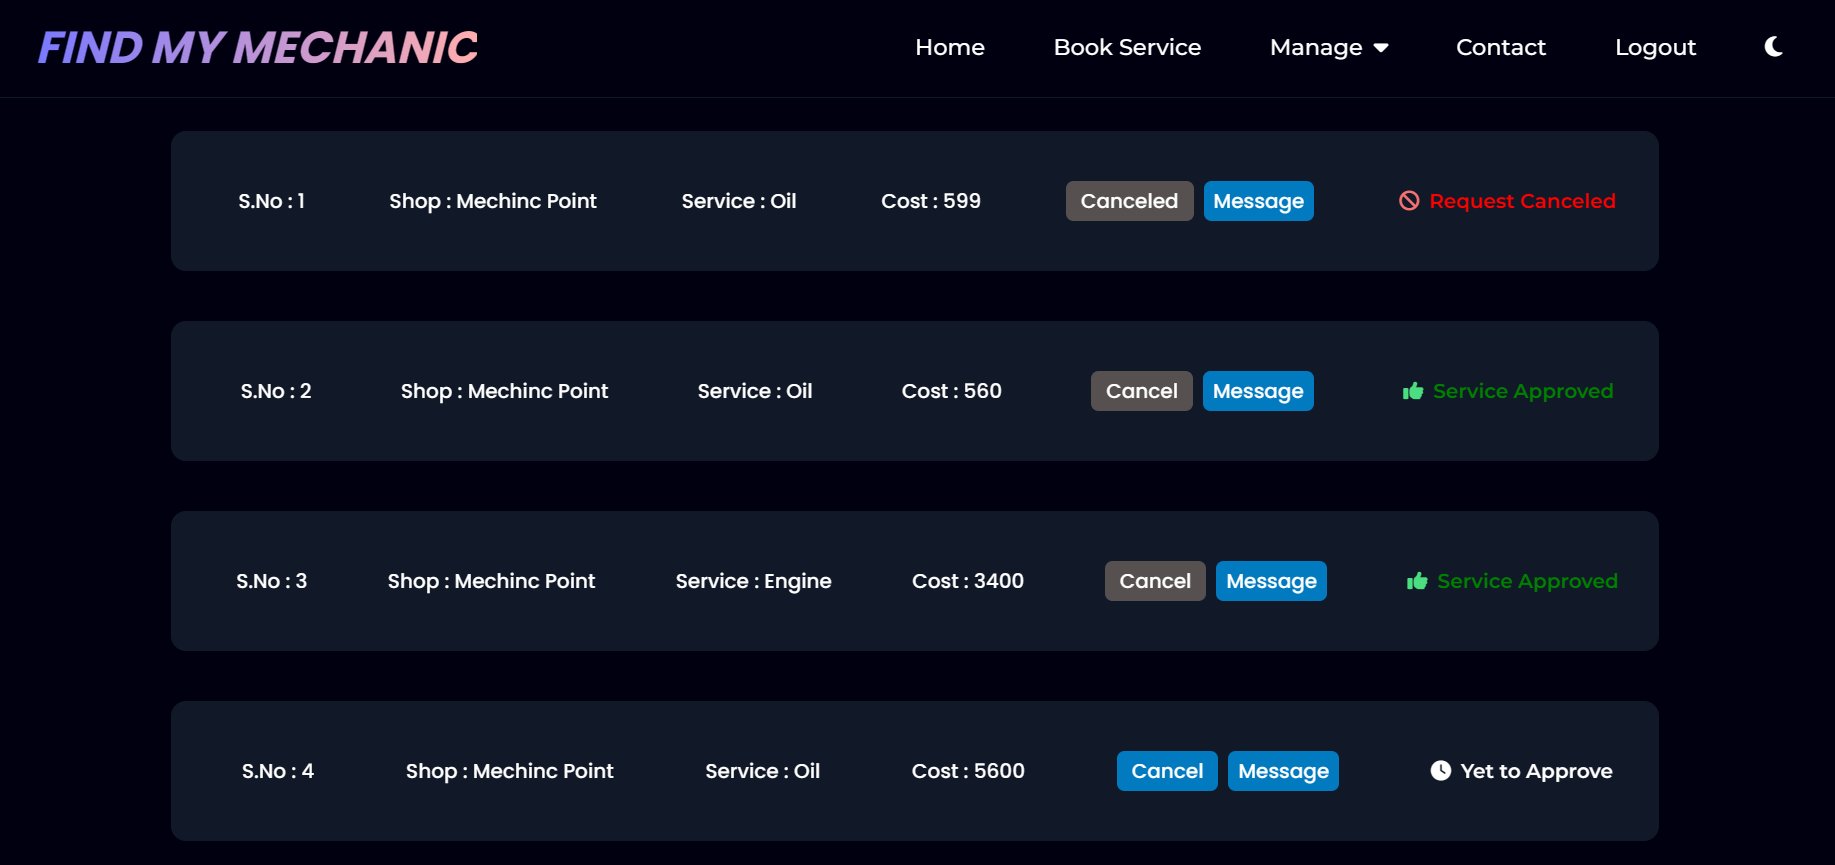 FIND MY MECHANIC Home Book Service Manage Contact Logout
S.No : 1 Shop : Mechinc Point Service : Oil Cost : 599 Canceled Message Request Canceled
S.No : 2 Shop : Mechinc Point Service : Oil Cost : 560 Cancel Message Service Approved
S.No : 3 Shop : Mechinc Point Service : Engine Cost : 3400 Cancel Message Service Approved
S.No : 4 Shop : Mechinc Point Service : Oil Cost : 5600 Cancel Message Yet to Approve